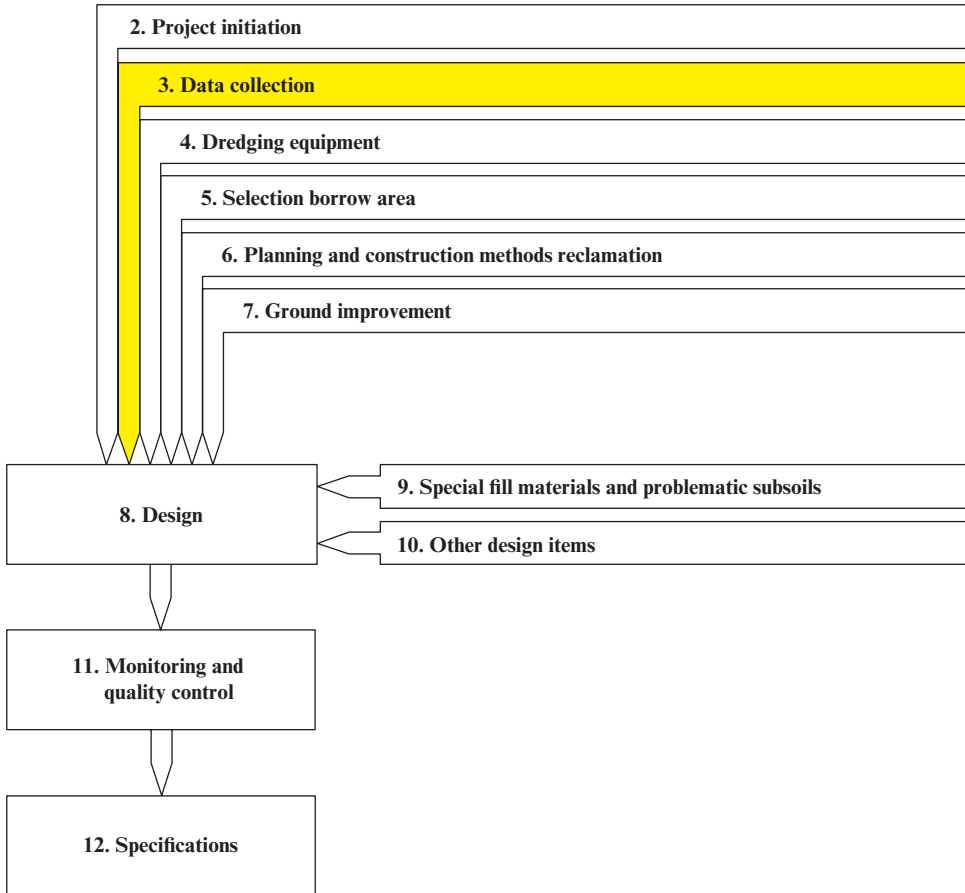 2. Project initiation
3. Data collection
4. Dredging equipment
5. Selection borrow area
6. Planning and construction methods reclamation
7. Ground improvement
8. Design
9. Special fill materials and problematic subsoils
10. Other design items
11. Monitoring and
quality control
12. Specifications